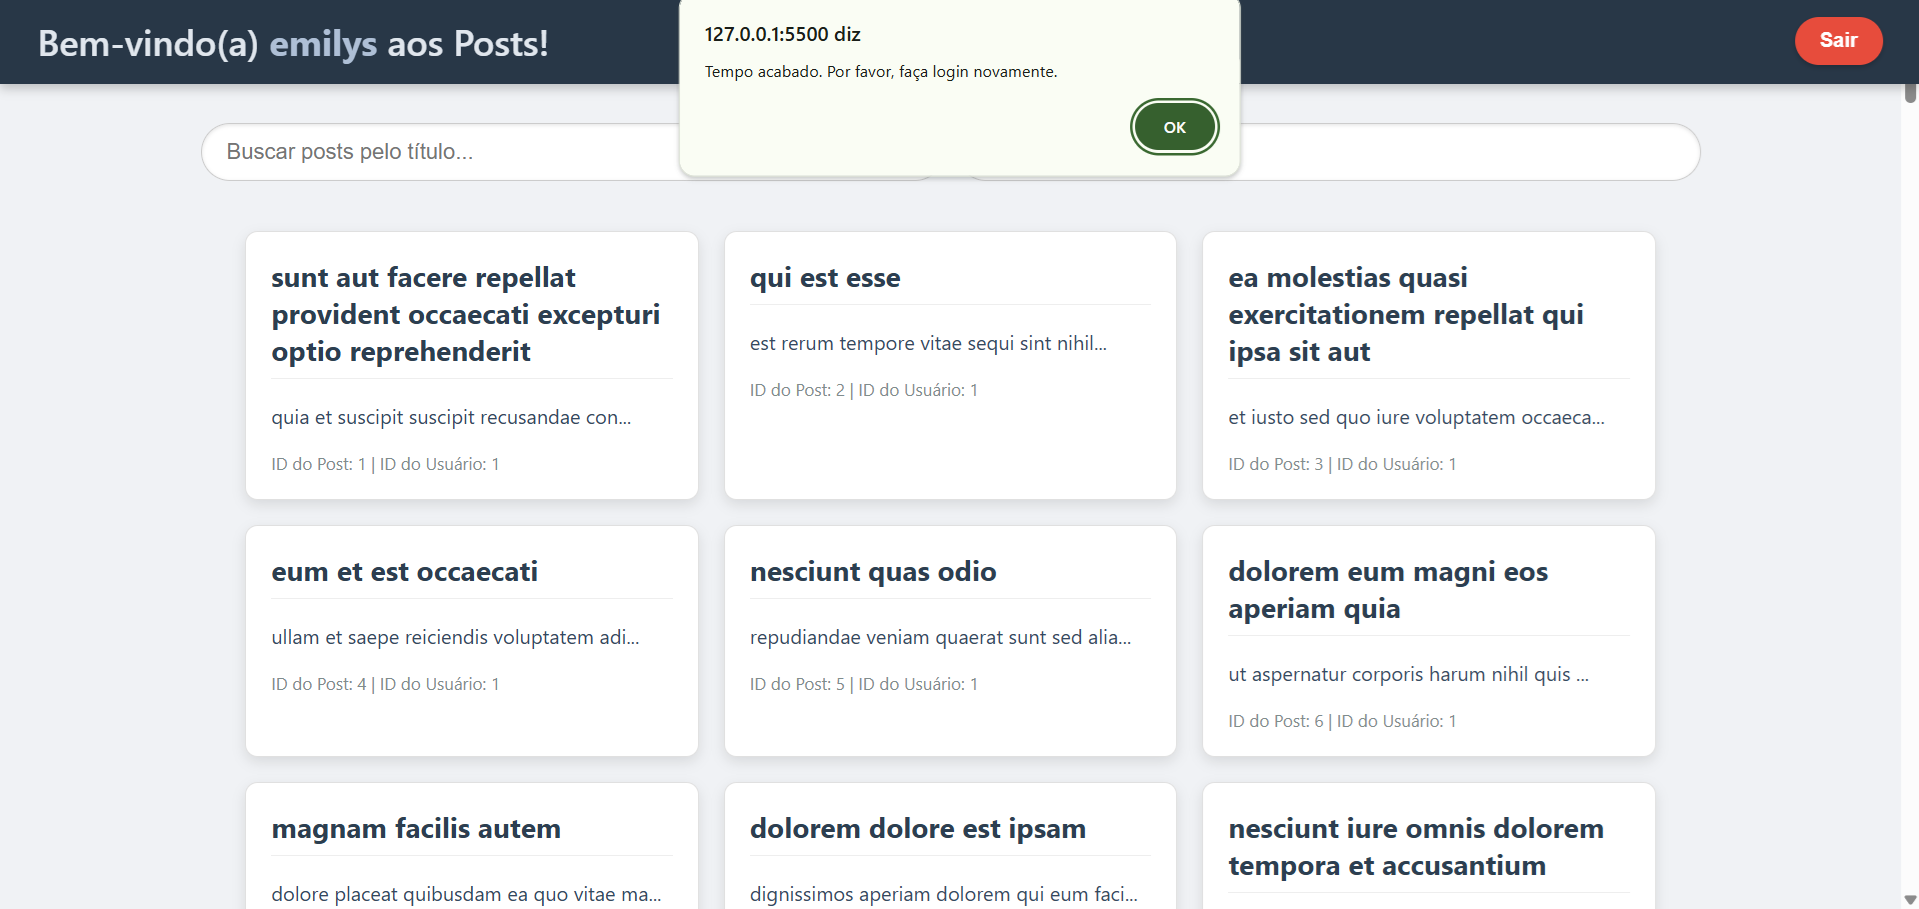 Bem-vindo(a) emilys aos Posts!
127.0.0.1:5500 diz
Tempo acabado. Por favor, faça login novamente.
OK
Sair
Buscar posts pelo título...
sunt aut facere repellat
provident occaecati excepturi
optio reprehenderit
quia et suscipit suscipit recusandae con...
ID do Post: 1 | ID do Usuário: 1
qui est esse
est rerum tempore vitae sequi sint nihil...
ID do Post: 2 | ID do Usuário: 1
ea molestias quasi
exercitationem repellat qui
ipsa sit aut
et iusto sed quo iure voluptatem occaeca...
ID do Post: 3 | ID do Usuário: 1
eum et est occaecati
ullam et saepe reiciendis voluptatem adi...
ID do Post: 4 | ID do Usuário: 1
nesciunt quas odio
repudiandae veniam quaerat sunt sed alia...
ID do Post: 5 | ID do Usuário: 1
dolorem eum magni eos
aperiam quia
ut aspernatur corporis harum nihil quis ...
ID do Post: 6 | ID do Usuário: 1
magnam facilis autem
dolore placeat quibusdam ea quo vitae ma...
dolorem dolore est ipsam
dignissimos aperiam dolorem qui eum faci...
nesciunt iure omnis dolorem
tempora et accusantium